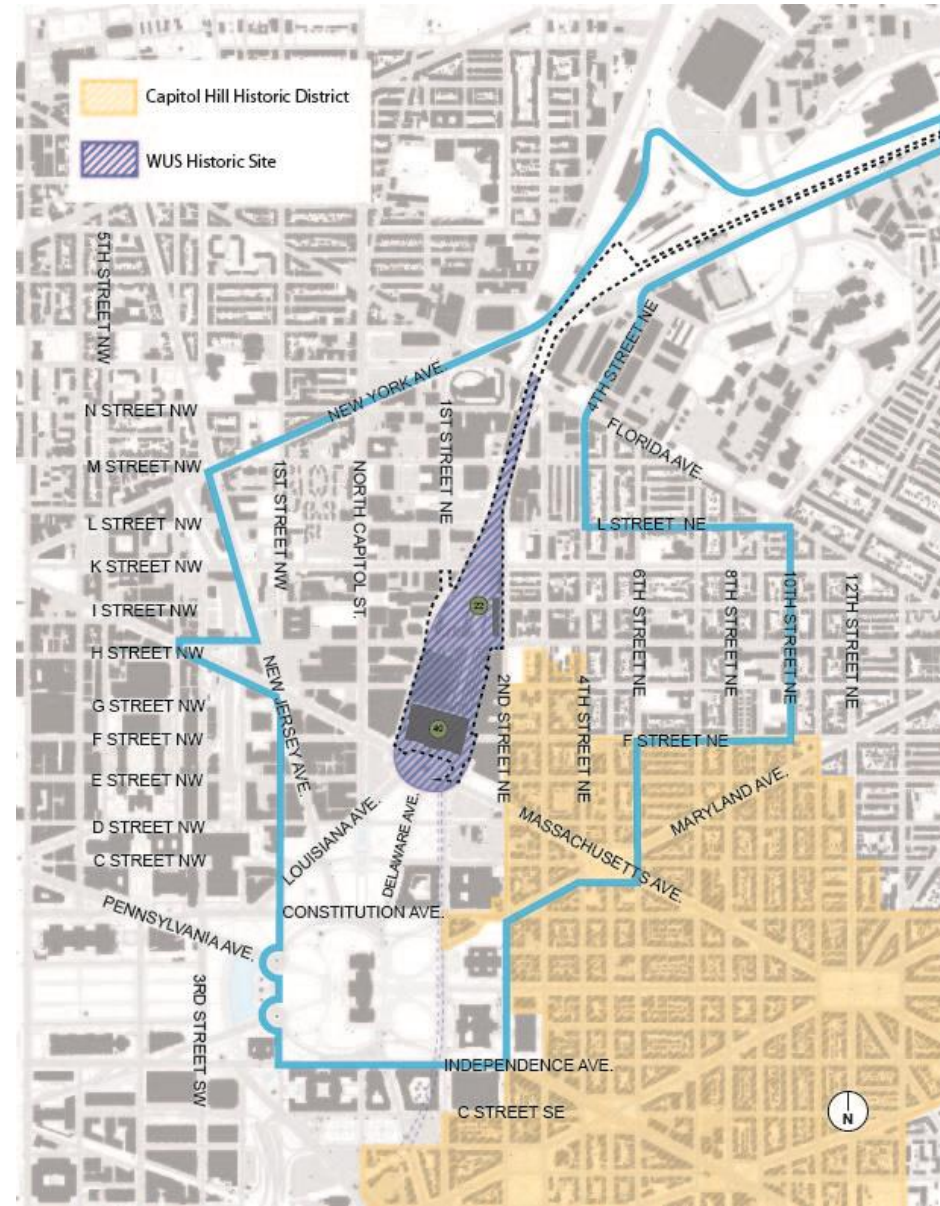 Capitol Hill Historic District
WUS Historic Site
5TH STREET NW
4TH STREET NE
NEW YORK AVE.
N STREET NW
1ST STREET NE
FLORIDA AVE.
M STREET NW
1ST STREET NW
NORTH CAPITOL ST.
L STREET NW
L STREET NE
K STREET NW
6TH STREET NE
8TH STREET NE
10TH STREET NE
12TH STREET NE
I STREET NW
22
H STREET NW
NEW JERSEY AVE.
2ND STREET NE
4TH STREET NE
G STREET NW
40
F STREET NW
F STREET NE
E STREET NW
MARYLAND AVE.
LOUISIANA AVE.
DELAWARE AVE.
MASSACHUSETTS AVE.
D STREET NW
C STREET NW
CONSTITUTION AVE.
PENNSYLVANIA AVE.
3RD STREET SW
INDEPENDENCE AVE.
C STREET SE
N